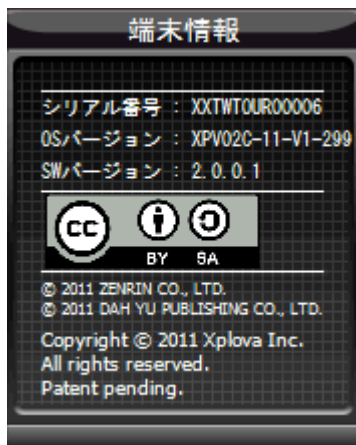 端末情報
シリアル番号 : XXTWT0UR00006
OSバージョン : XPV02C-11-V1-299
SWバージョン : 2.0.0.1
cc
BY SA
© 2011 ZENRIN CO., LTD.
© 2011 DAH YU PUBLISHING CO., LTD.
Copyright © 2011 Xplova Inc.
All rights reserved.
Patent pending.